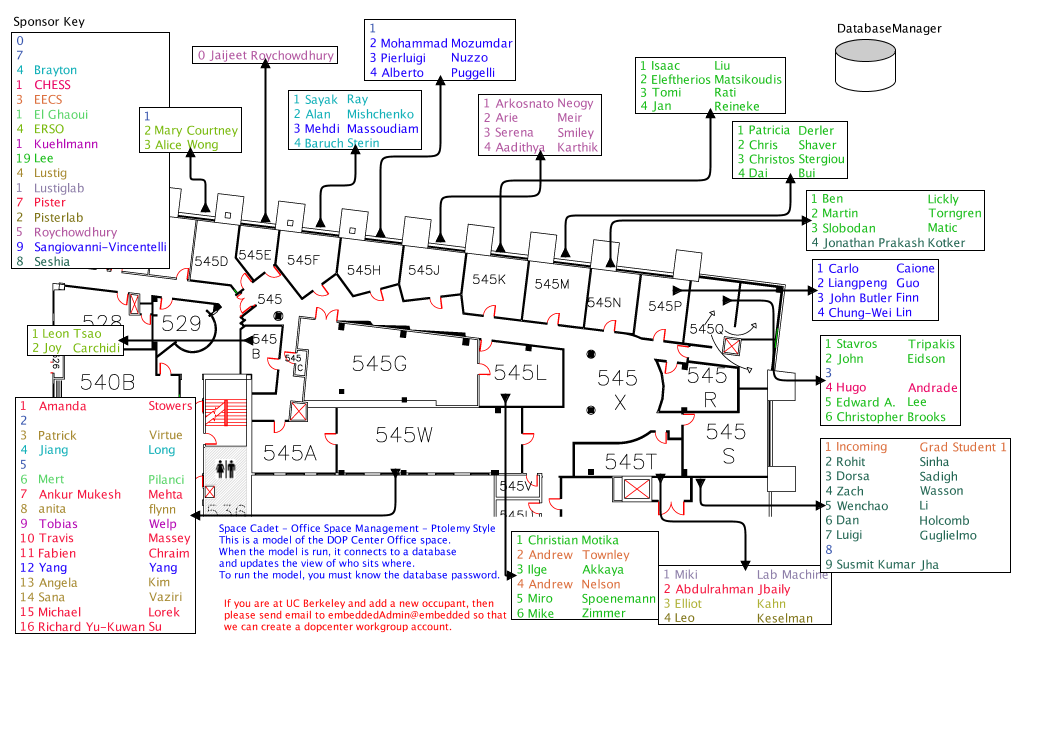 Sponsor Key
0
7
4 Brayton
1 CHESS
3 EECS
1 El Ghaoui
4 ERSO
1 Kuehlmann
19 Lee
4 Lustig
1 Lustiglab
7 Pister
2 Pisterlab
5 Roychowdhury
9 Sangiovanni-Vincentelli
8 Seshia
0 Jaijeet Roychowdhury
1
2 Mohammad Mozumdar
3 Pierluigi Nuzzo
4 Alberto Puggelli
DatabaseManager
1 Isaac Liu
2 Eleftherios Matsikoudis
3 Tomi Rati
4 Jan Reineke
1
2 Mary Courtney
3 Alice Wong
1 Sayak Ray
2 Alan Mishchenko
3 Mehdi Massoudiam
4 Baruch Sterin
1 Arkosnato Neogy
2 Arie Meir
3 Serena Smiley
4 Aadithya Karthik
1 Patricia Derler
2 Chris Shaver
3 Christos Stergiou
4 Dai Bui
1 Ben Lickly
2 Martin Torngren
3 Slobodan Matic
4 Jonathan Prakash Kotker
1 Carlo Caione
2 Liangpeng Guo
3 John Butler Finn
4 Chung-Wei Lin
545D
545E
545F
545H
545J
545K
545M
545N
545P
545Q
528
529
545
545
B
545
C
545G
545L
545
X
545
R
540B
545A
545W
545T
545
S
545V
1 Leon Tsao
2 Joy Carchidi
1 Stavros Tripakis
2 John Eidson
3
4 Hugo Andrade
5 Edward A. Lee
6 Christopher Brooks
1 Amanda Stowers
2
3 Patrick Virtue
4 Jiang Long
5
6 Mert Pilanci
7 Ankur Mukesh Mehta
8 anita flynn
9 Tobias Welp
10 Travis Massey
11 Fabien Chraim
12 Yang Yang
13 Angela Kim
14 Sana Vaziri
15 Michael Lorek
16 Richard Yu-Kuwan Su
1 Incoming Grad Student 1
2 Rohit Sinha
3 Dorsa Sadigh
4 Zach Wasson
5 Wenchao Li
6 Dan Holcomb
7 Luigi Guglielmo
8
9 Susmit Kumar Jha
Space Cadet - Office Space Management - Ptolemy Style
This is a model of the DOP Center Office space.
When the model is run, it connects to a database
and updates the view of who sits where.
To run the model, you must know the database password.
If you are at UC Berkeley and add a new occupant, then
please send email to embeddedAdmin@embedded so that
we can create a dopcenter workgroup account.
1 Christian Motika
2 Andrew Townley
3 Ilge Akkaya
4 Andrew Nelson
5 Miro Spoenemann
6 Mike Zimmer
1 Miki Lab Machine
2 Abdulrahman Jbaily
3 Elliot Kahn
4 Leo Keselman